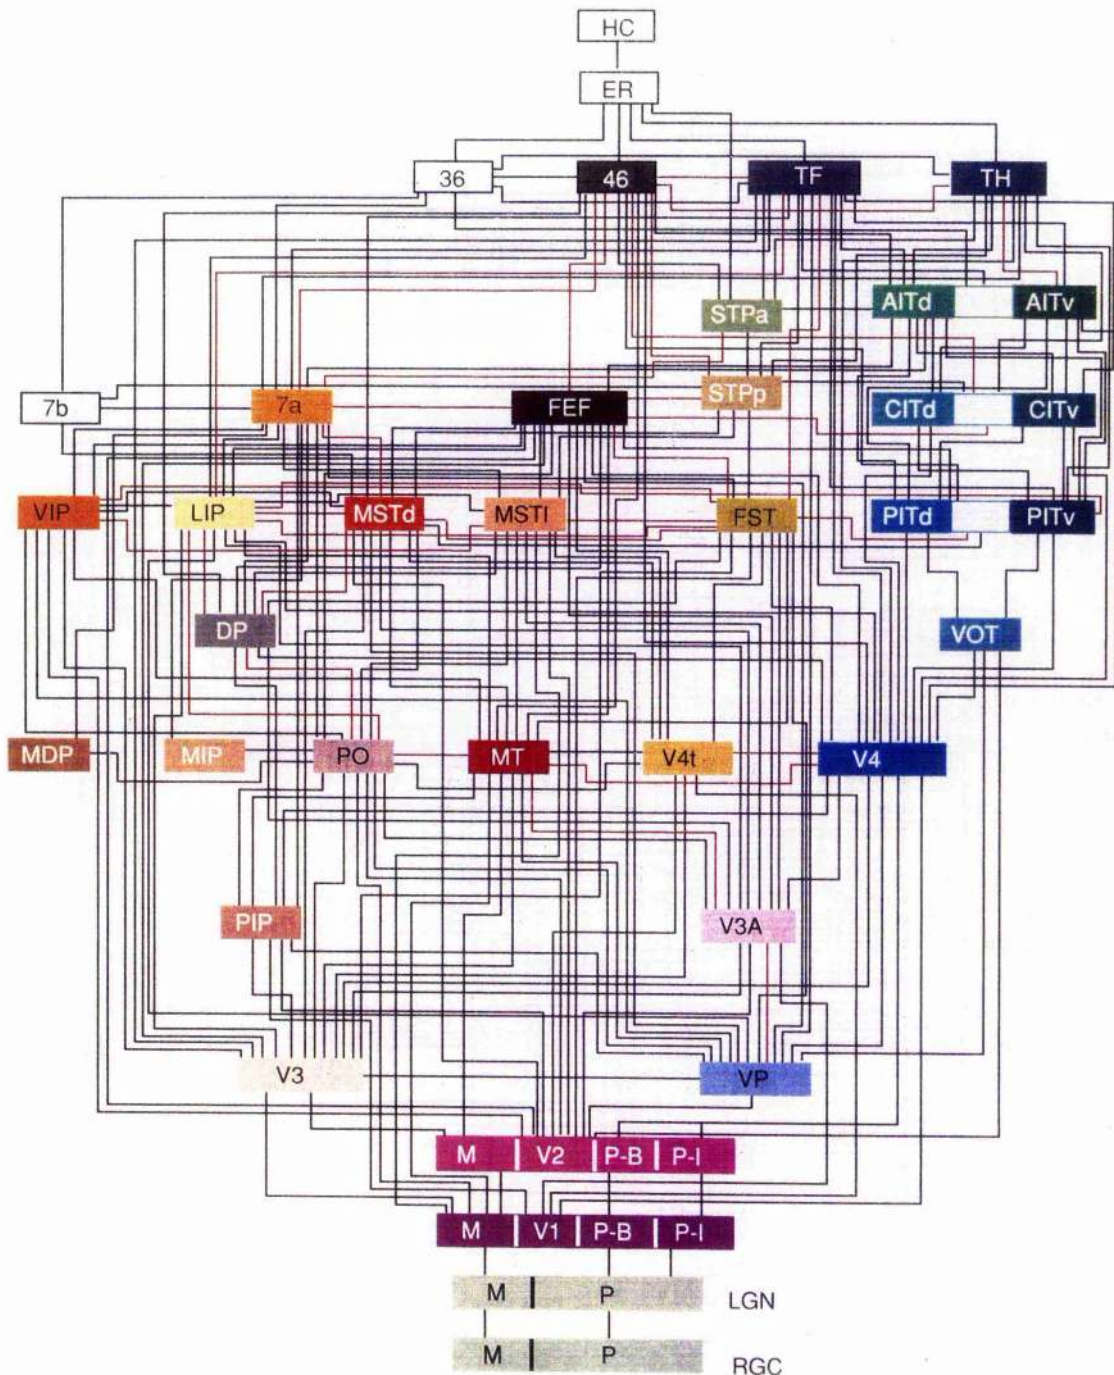 HC
ER
36 46 TF TH
STPa AITd AITv
7b 7a FEF STPp CITd CITv
VIP LIP MSTd MSTl FST PITd PITv
DP VOT
MDP MIP PO MT V4t V4
PIP V3A
V3 VP
M V2 P-B P-I
M V1 P-B P-I
M P LGN
M P RGC